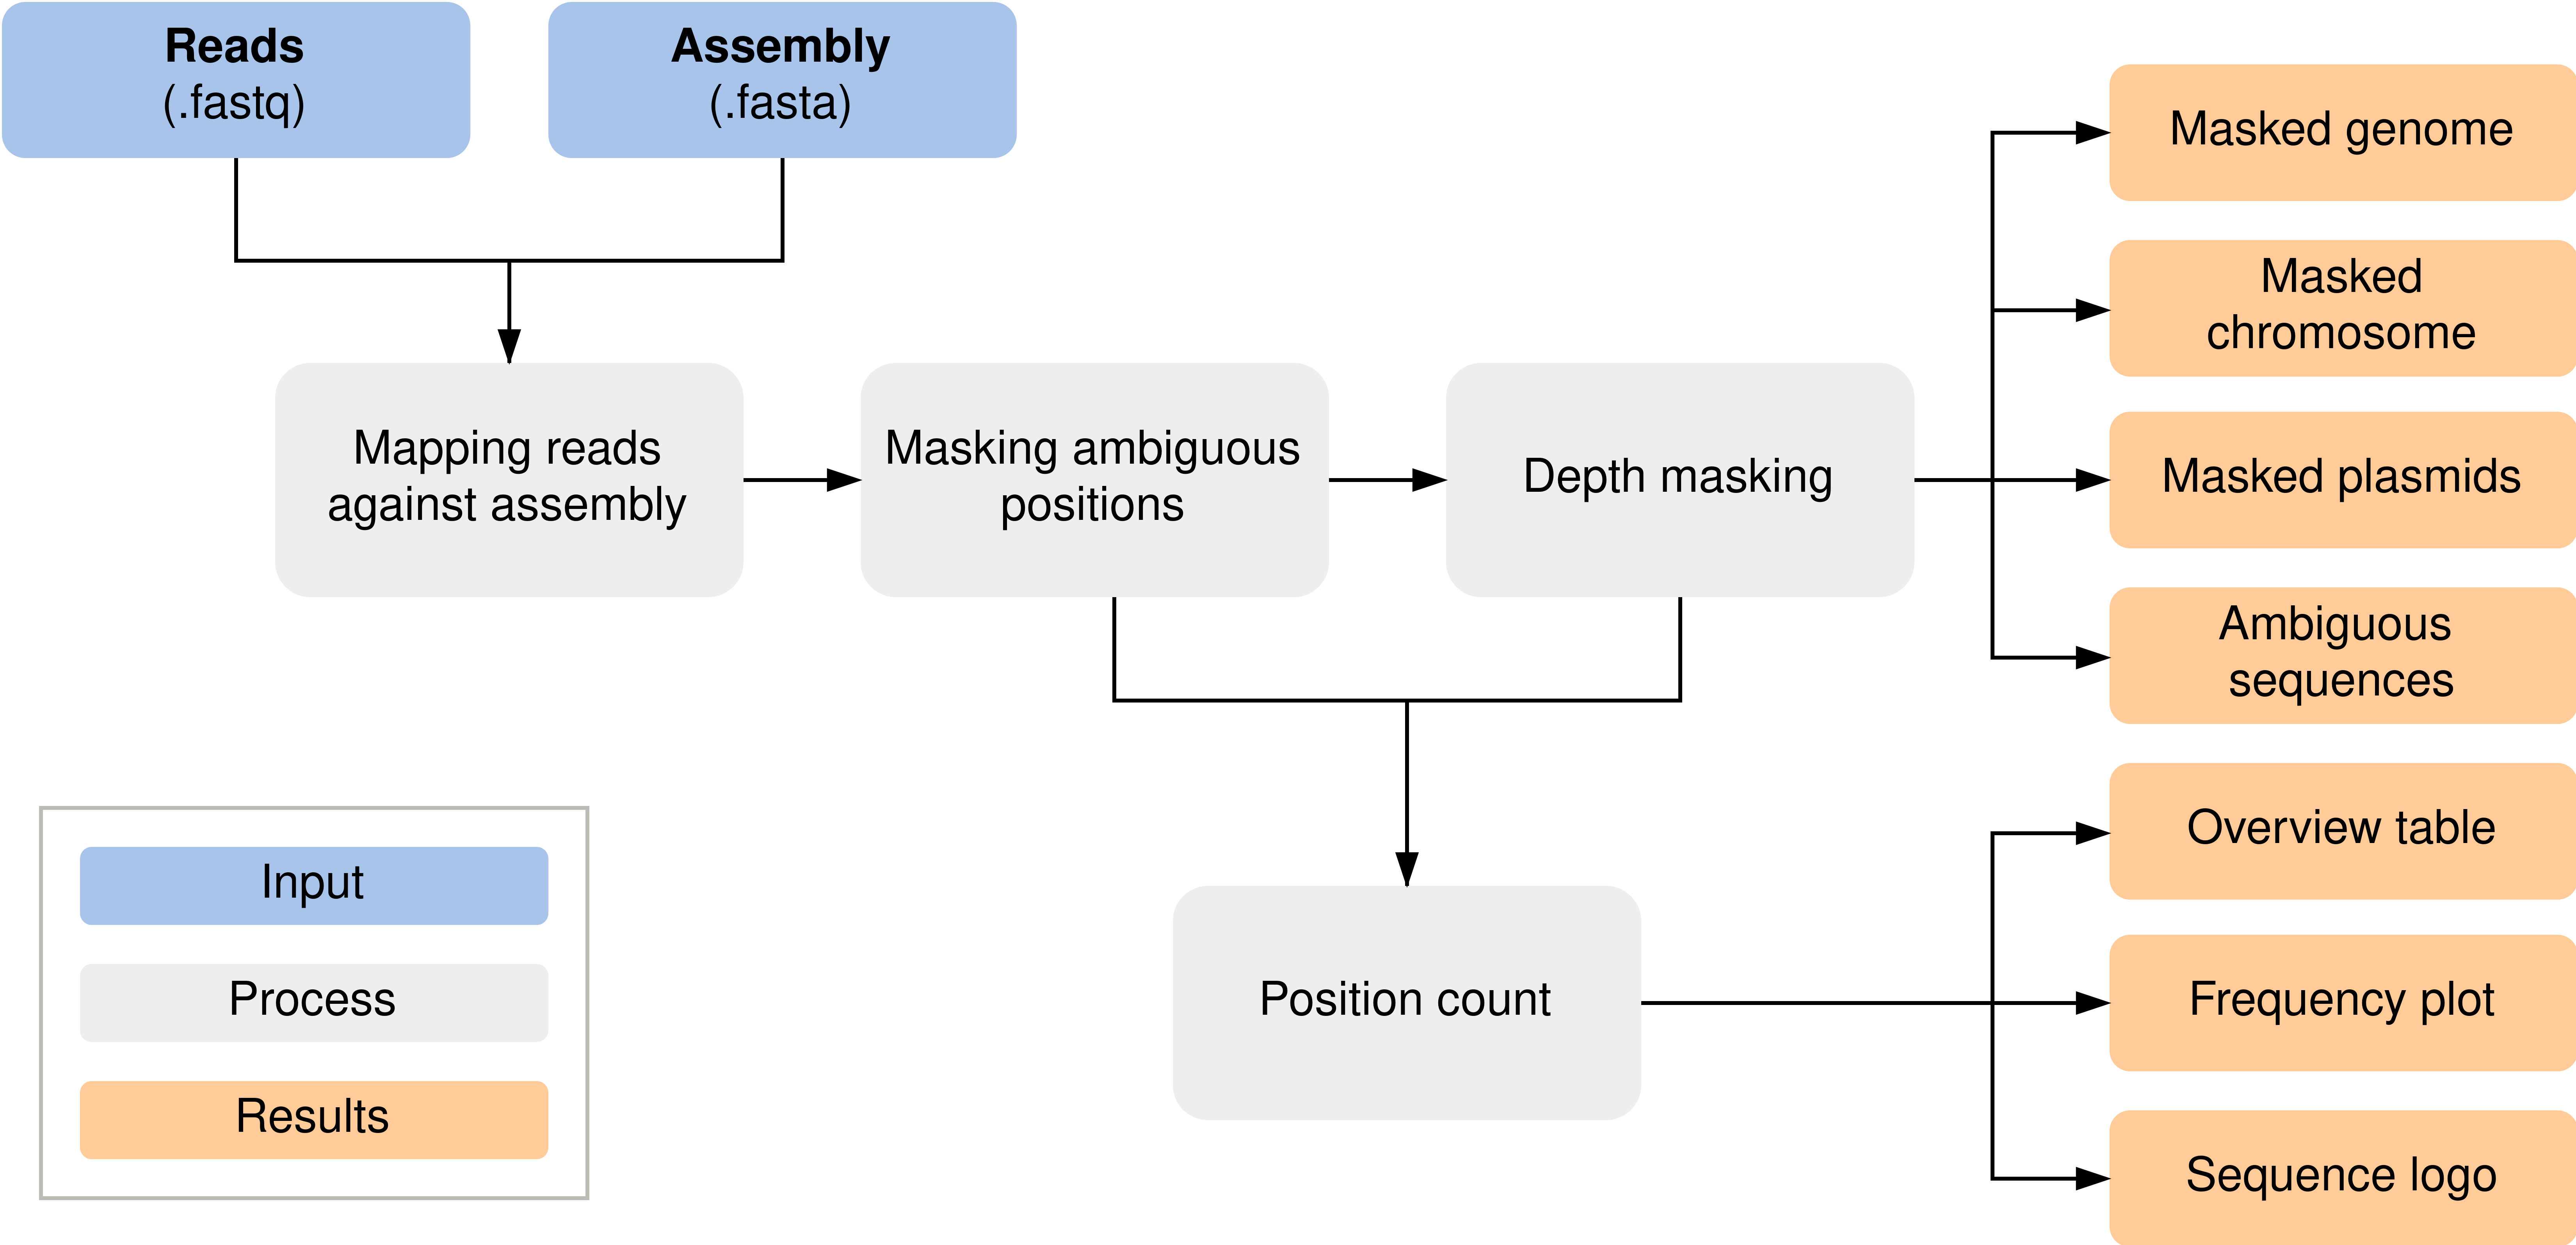 Reads
(.fastq)
Assembly
(.fasta)
Mapping reads
against assembly
Masking ambiguous
positions
Depth masking
Position count
Masked genome
Masked
chromosome
Masked plasmids
Ambiguous
sequences
Overview table
Frequency plot
Sequence logo
Input
Process
Results